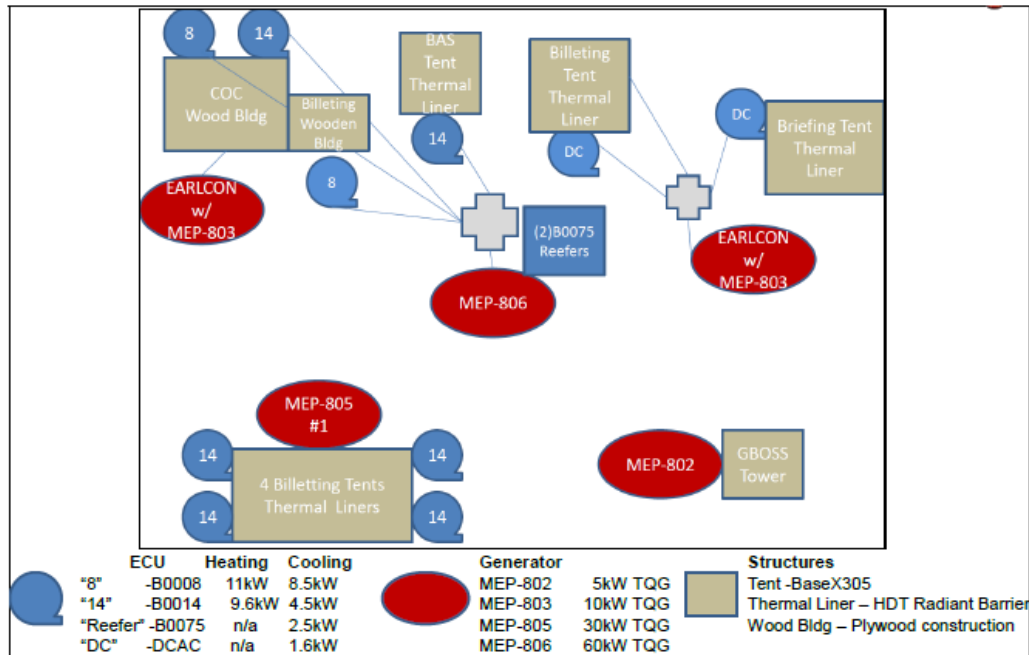 8
14
COC
Wood Bldg
Billeting
Wooden
Bldg
8
EARLCON
w/
MEP-803
BAS
Tent
Thermal
Liner
14
(2)B0075
Reefers
MEP-806
Billeting
Tent
Thermal
Liner
DC
DC
Briefing Tent
Thermal
Liner
EARLCON
w/
MEP-803
MEP-805
#1
14
14
4 Billetting Tents
Thermal Liners
14
14
MEP-802
GBOSS
Tower
ECU Heating Cooling
"8" -B0008 11kW 8.5kW
"14" -B0014 9.6kW 4.5kW
"Reefer" -B0075 n/a 2.5kW
"DC" -DCAC n/a 1.6kW
Generator
MEP-802 5kW TQG
MEP-803 10kW TQG
MEP-805 30kW TQG
MEP-806 60kW TQG
Structures
Tent -BaseX305
Thermal Liner – HDT Radiant Barrier
Wood Bldg – Plywood construction